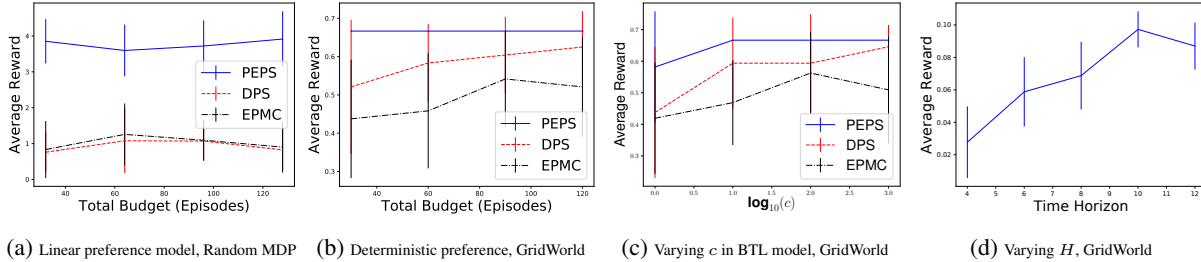 Average Reward
4
3
2
1
0
PEPS
DPS
EPMC
40 60 80 100 120
Total Budget (Episodes)
(a) Linear preference model, Random MDP
Average Reward
0.7
0.6
0.5
0.4
0.3
PEPS
DPS
EPMC
40 60 80 100 120
Total Budget (Episodes)
(b) Deterministic preference, GridWorld
Average Reward
0.7
0.6
0.5
0.4
0.3
PEPS
DPS
EPMC
0.0 0.5 1.0 1.5 2.0 2.5 3.0
log10(c)
(c) Varying c in BTL model, GridWorld
Average Reward
0.10
0.08
0.06
0.04
0.02
4 5 6 7 8 9 10 11 12
Time Horizon
(d) Varying H, GridWorld